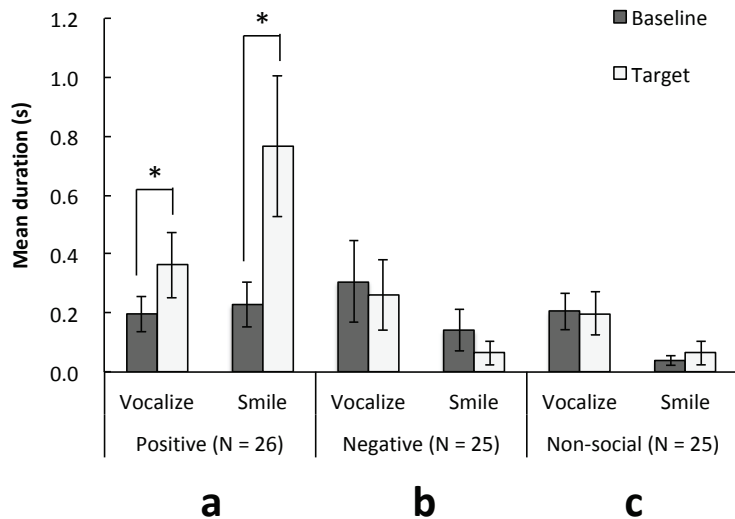 Mean duration (s)
1.2
1.0
0.8
0.6
0.4
0.2
0.0
*
*
Baseline
Target
Vocalize Smile Vocalize Smile Vocalize Smile
Positive (N = 26) Negative (N = 25) Non-social (N = 25)
a b c